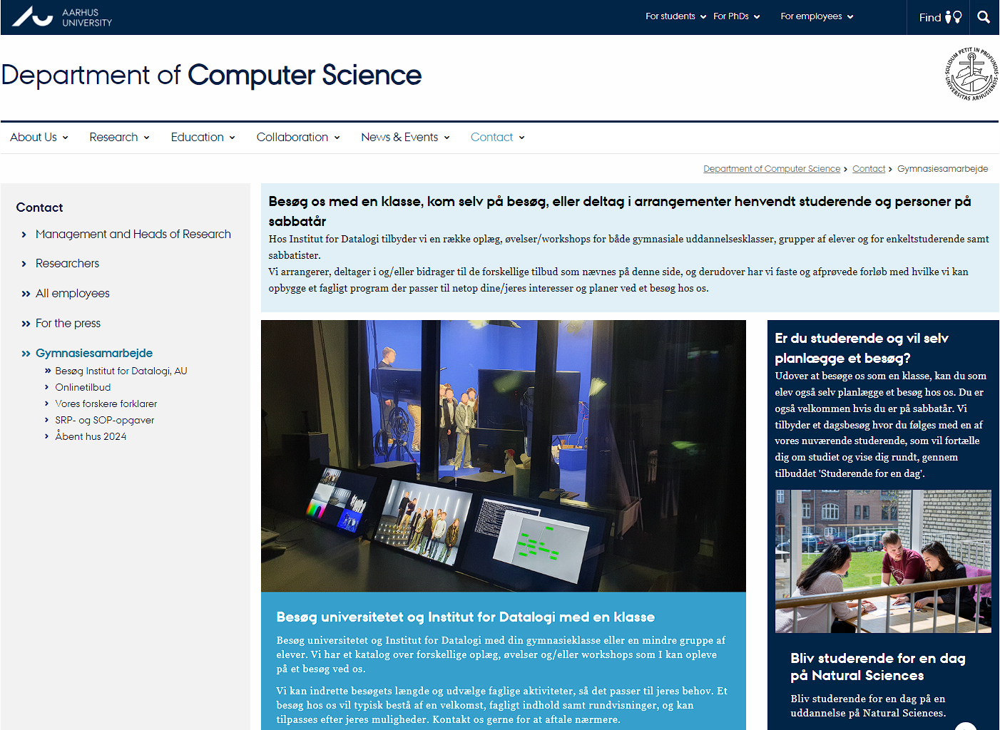 AARHUS
UNIVERSITY
For students
For PhDs
For employees
Find
Department of Computer Science
SOLIDUM PETIT IN PROFUNDIS
UNIVERSITAS ARHUSIENSIS
About Us
Research
Education
Collaboration
News & Events
Contact
Department of Computer Science › Contact › Gymnasiesamarbejde
Contact
Management and Heads of Research
Researchers
All employees
For the press
Gymnasiesamarbejde
Besøg Institut for Datalogi, AU
Onlinetilbud
Vores forskere forklarer
SRP- og SOP-opgaver
Åbent hus 2024
Besøg os med en klasse, kom selv på besøg, eller deltag i arrangementer henvendt studerende og personer på
sabbatår
Hos Institut for Datalogi tilbyder vi en række oplæg, øvelser/workshops for både gymnasiale uddannelsesklasser, grupper af elever og for enkeltstuderende samt
sabbatister.
Vi arrangerer, deltager i og/eller bidrager til de forskellige tilbud som nævnes på denne side, og derudover har vi faste og afprøvede forløb med hvilke vi kan
opbygge et fagligt program der passer til netop dine/jeres interesser og planer ved et besøg hos os.
Besøg universitetet og Institut for Datalogi med en klasse
Besøg universitetet og Institut for Datalogi med din gymnasieklasse eller en mindre gruppe af
elever. Vi har et katalog over forskellige oplæg, øvelser og/eller workshops som I kan opleve
på et besøg ved os.
Vi kan indrette besøgets længde og udvælge faglige aktiviteter, så det passer til jeres behov. Et
besøg hos os vil typisk bestå af en velkomst, fagligt indhold samt rundvisninger, og kan
tilpasses efter jeres muligheder. Kontakt os gerne for at aftale nærmere.
Er du studerende og vil selv
planlægge et besøg?
Udover at besøge os som en klasse, kan du som
elev også selv planlægge et besøg hos os. Du er
også velkommen hvis du er på sabbatår. Vi
tilbyder et dagsbesøg hvor du følges med en af
vores nuværende studerende, som vil fortælle
dig om studiet og vise dig rundt, gennem
tilbuddet 'Studerende for en dag'.
Bliv studerende for en dag
på Natural Sciences
Bliv studerende for en dag på en
uddannelse på Natural Sciences.